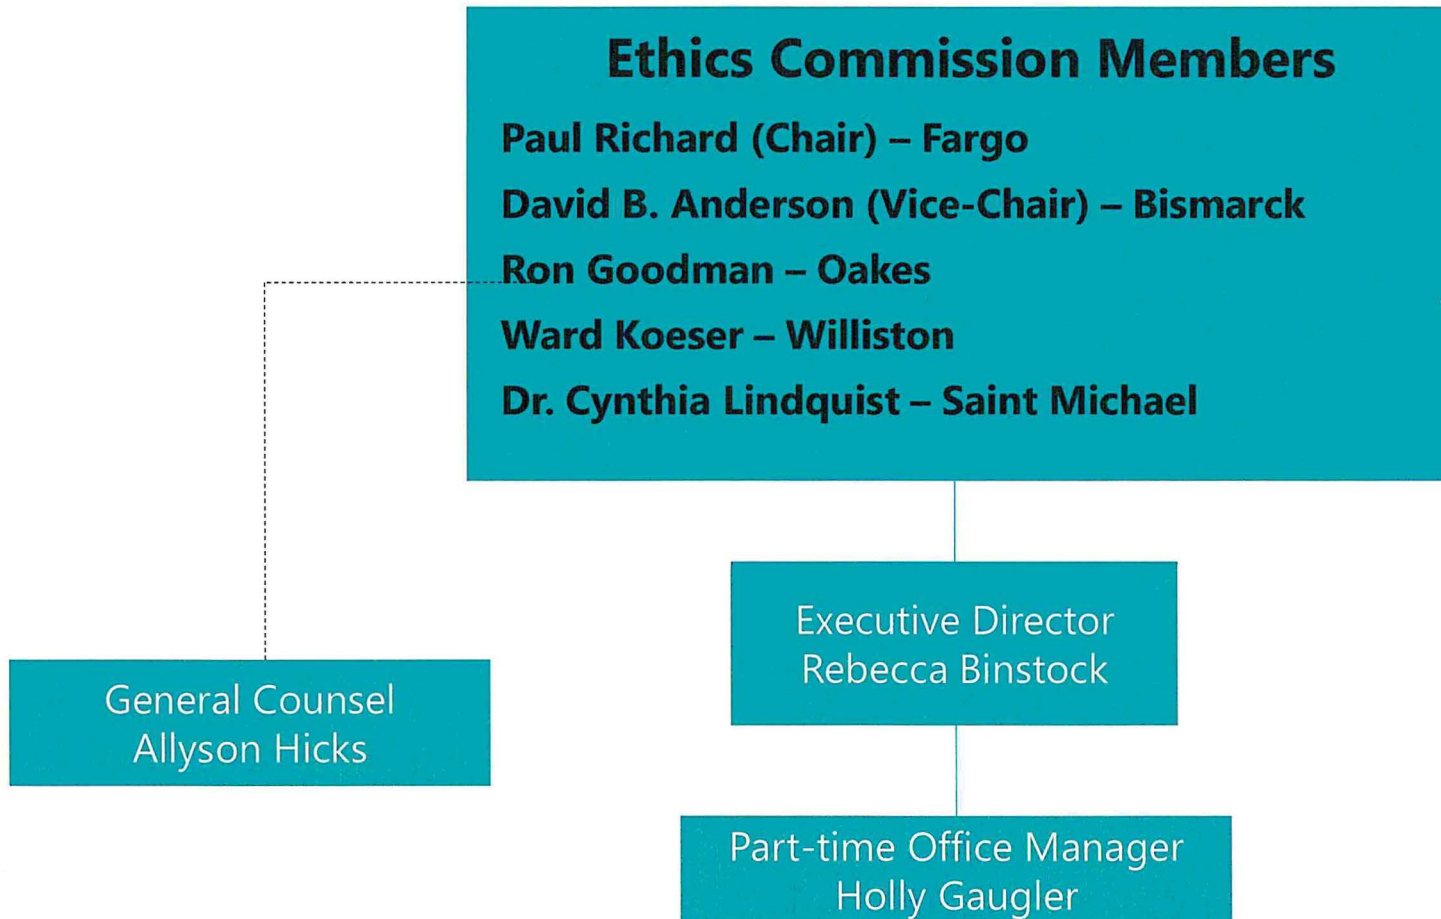 Ethics Commission Members
Paul Richard (Chair) – Fargo
David B. Anderson (Vice-Chair) – Bismarck
Ron Goodman – Oakes
Ward Koeser – Williston
Dr. Cynthia Lindquist – Saint Michael
Executive Director
Rebecca Binstock
General Counsel
Allyson Hicks
Part-time Office Manager
Holly Gaugler